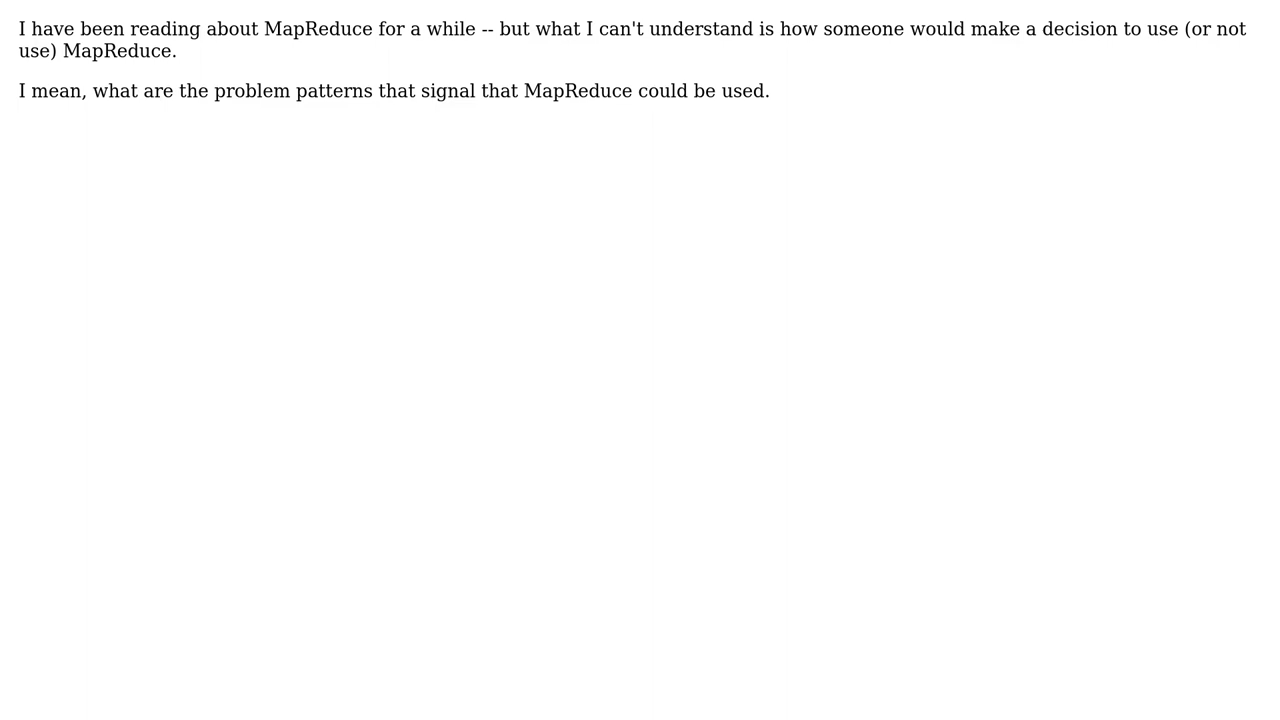 I have been reading about MapReduce for a while -- but what I can't understand is how someone would make a decision to use (or not
use) MapReduce.
I mean, what are the problem patterns that signal that MapReduce could be used.